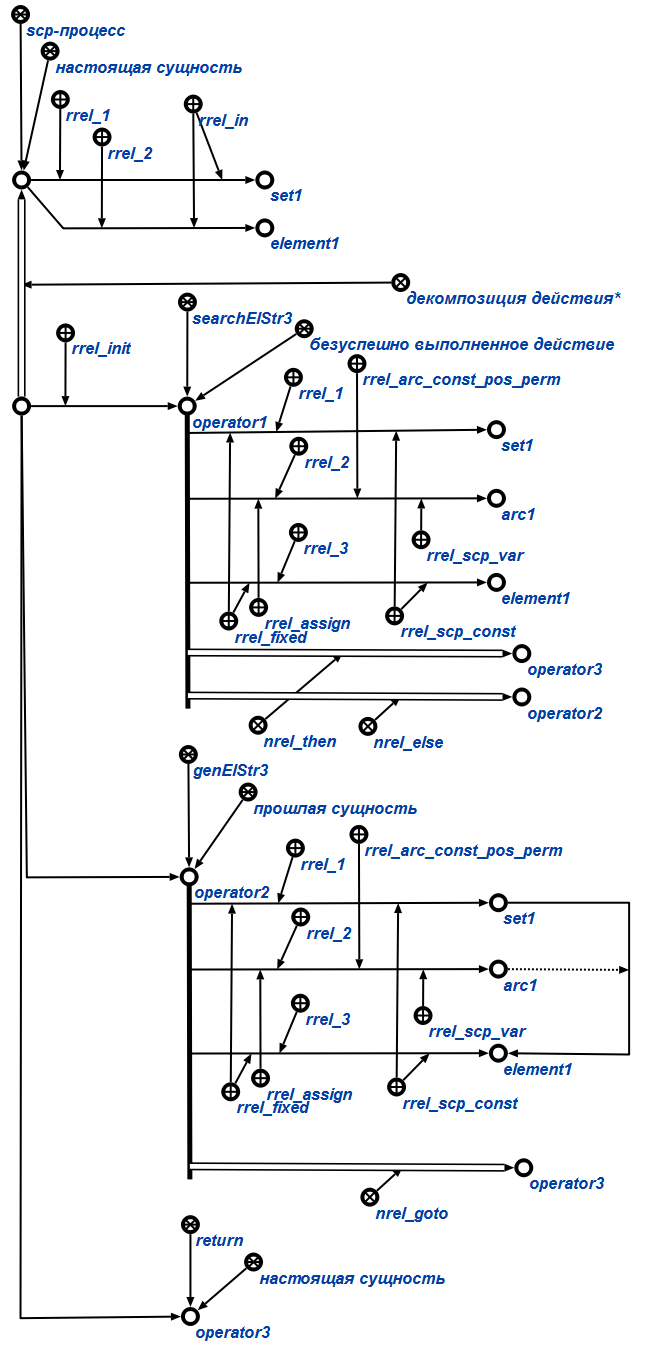 scp-процесс
настоящая сущность
rrel_1
rrel_in
rrel_2
set1
element1
декомпозиция действия*
searchElStr3
rrel_init
безуспешно выполненное действие
rrel_1
rrel_arc_const_pos_perm
operator1
set1
rrel_2
arc1
rrel_3
rrel_scp_var
element1
rrel_assign
rrel_fixed
rrel_scp_const
operator3
operator2
nrel_then
nrel_else
genElStr3
прошлая сущность
rrel_1
rrel_arc_const_pos_perm
operator2
set1
rrel_2
arc1
rrel_3
rrel_scp_var
element1
rrel_assign
rrel_fixed
rrel_scp_const
operator3
nrel_goto
return
настоящая сущность
operator3